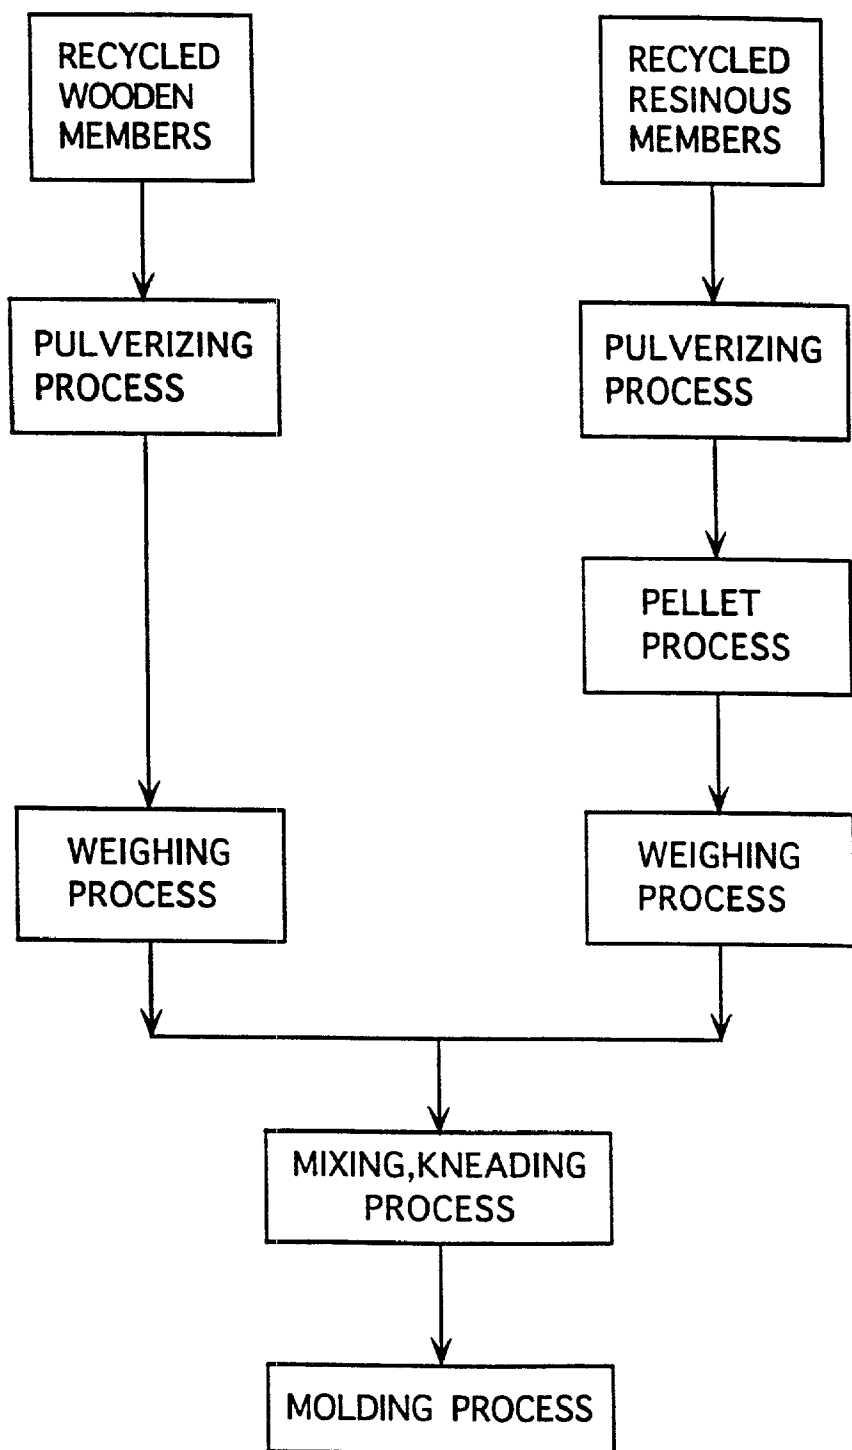 RECYCLED
WOODEN
MEMBERS
RECYCLED
RESINOUS
MEMBERS
PULVERIZING
PROCESS
PULVERIZING
PROCESS
PELLET
PROCESS
WEIGHING
PROCESS
WEIGHING
PROCESS
MIXING,KNEADING
PROCESS
MOLDING PROCESS